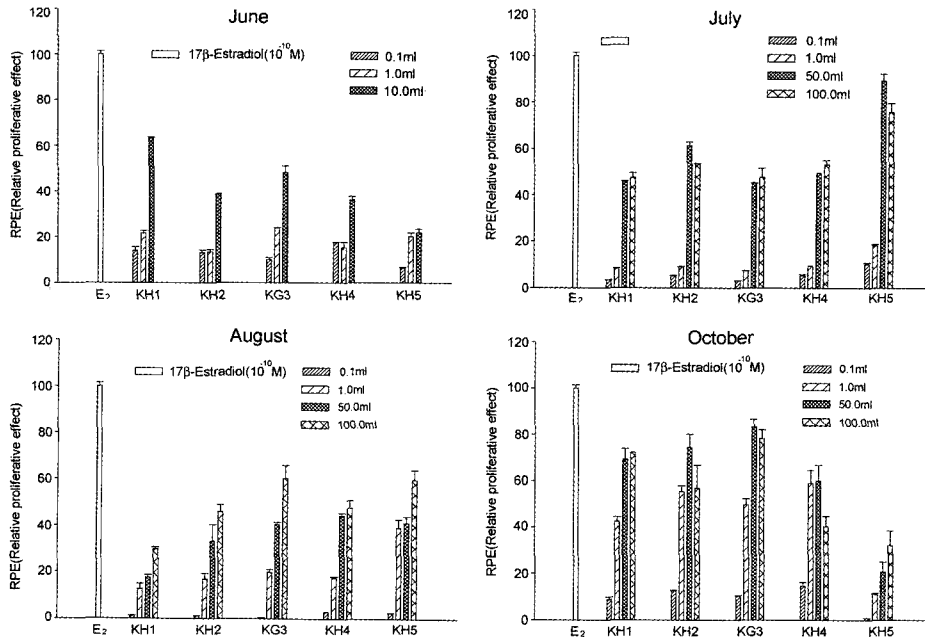 June
RPE(Relative proliferative effect)
120
100
80
60
40
20
0
17β-Estradiol(10⁻¹⁰M)
0.1ml
1.0ml
10.0ml
E₂ KH1 KH2 KG3 KH4 KH5
July
RPE(Relative proliferative effect)
120
100
80
60
40
20
0
0.1ml
1.0ml
50.0ml
100.0ml
E₂ KH1 KH2 KG3 KH4 KH5
August
RPE(Relative proliferative effect)
120
100
80
60
40
20
0
17β-Estradiol(10⁻¹⁰M)
0.1ml
1.0ml
50.0ml
100.0ml
E₂ KH1 KH2 KG3 KH4 KH5
October
RPE(Relative proliferative effect)
120
100
80
60
40
20
0
17β-Estradiol(10⁻¹⁰M)
0.1ml
1.0ml
50.0ml
100.0ml
E₂ KH1 KH2 KG3 KH4 KH5